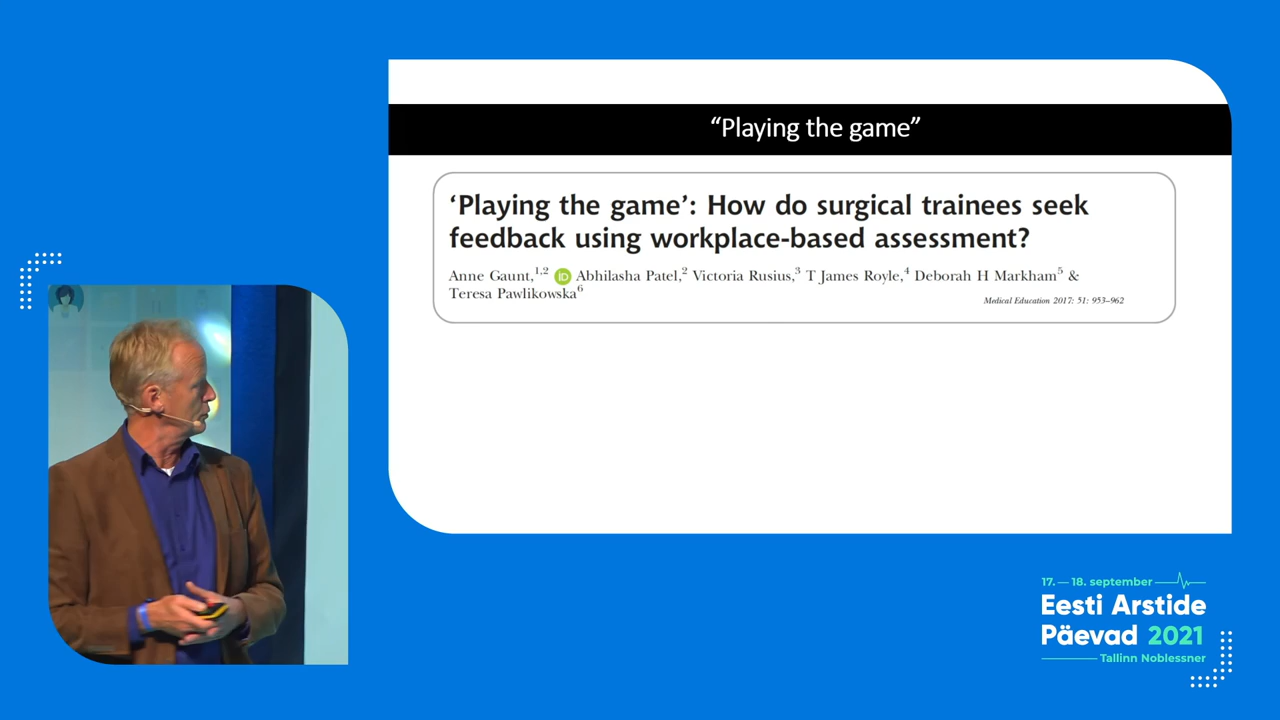 “Playing the game”
‘Playing the game’: How do surgical trainees seek
feedback using workplace-based assessment?
Anne Gaunt,1,2 iD Abhilasha Patel,2 Victoria Rusius,3 T James Royle,4 Deborah H Markham5 &
Teresa Pawlikowska6
Medical Education 2017: 51: 953–962
17. — 18. september
Eesti Arstide
Päevad 2021
Tallinn Noblessner